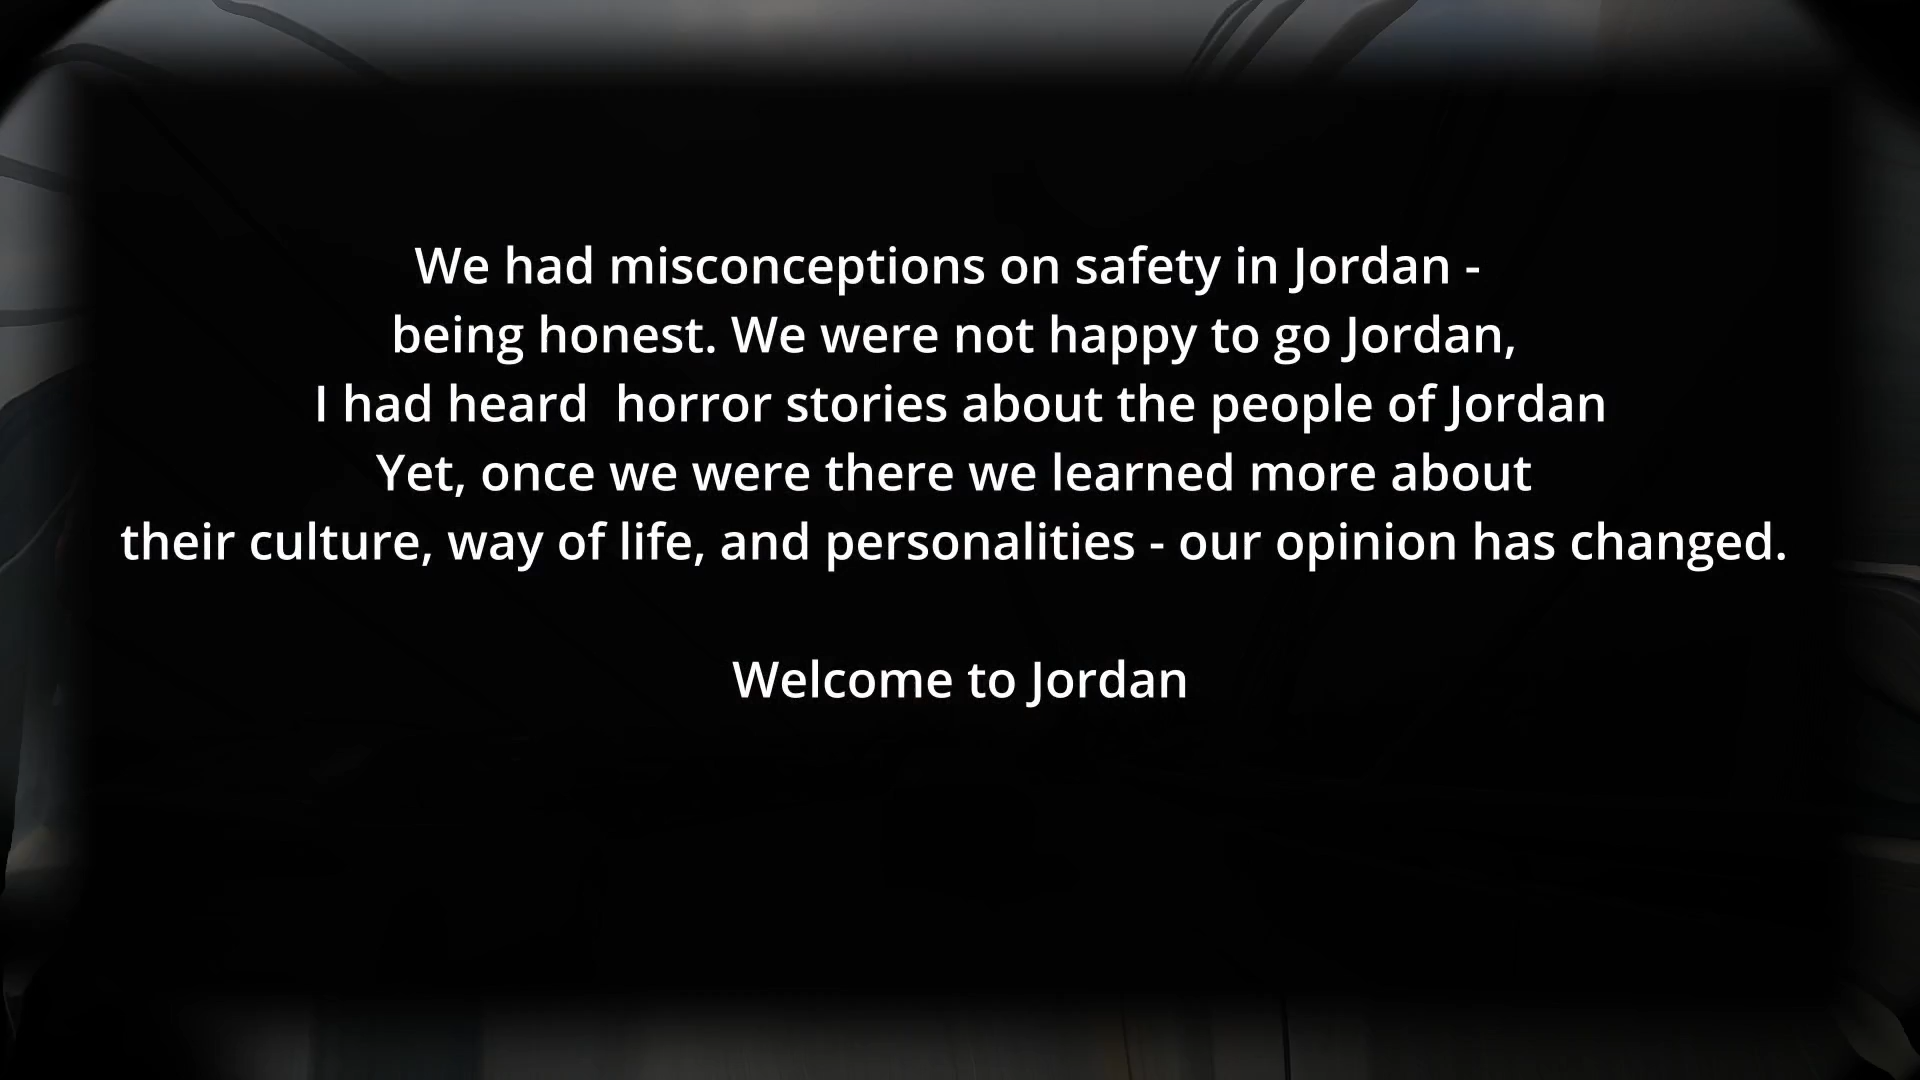 We had misconceptions on safety in Jordan -
being honest. We were not happy to go Jordan,
I had heard  horror stories about the people of Jordan
Yet, once we were there we learned more about
their culture, way of life, and personalities - our opinion has changed.
Welcome to Jordan